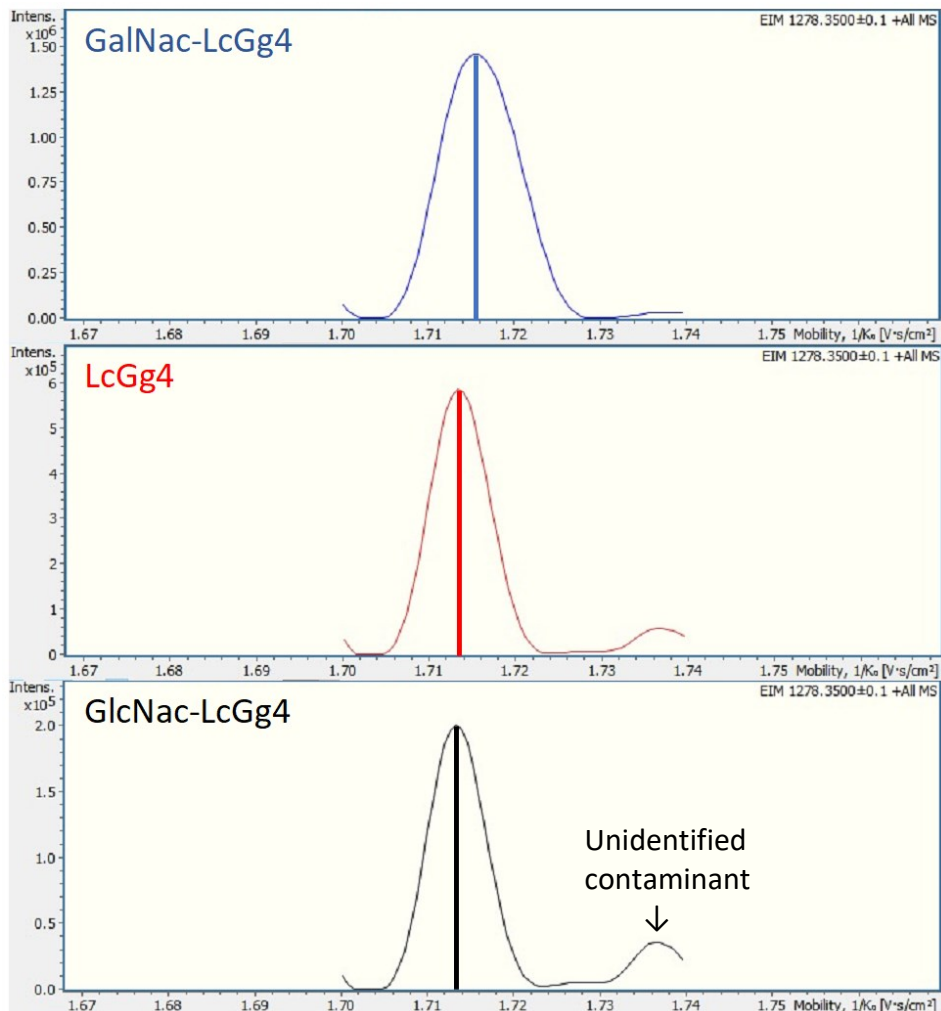 Intens.
x10⁶
EIM 1278.3500±0.1 +All MS
GalNac-LcGg4
1.50
1.25
1.00
0.75
0.50
0.25
0.00
1.67 1.68 1.69 1.70 1.71 1.72 1.73 1.74 1.75 Mobility, 1/K₀ [V·s/cm²]
Intens.
x10⁵
EIM 1278.3500±0.1 +All MS
LcGg4
6
5
4
3
2
1
0
1.67 1.68 1.69 1.70 1.71 1.72 1.73 1.74 1.75 Mobility, 1/K₀ [V·s/cm²]
Intens.
x10⁵
EIM 1278.3500±0.1 +All MS
GlcNac-LcGg4
2.0
1.5
1.0
0.5
0.0
Unidentified
contaminant
↓
1.67 1.68 1.69 1.70 1.71 1.72 1.73 1.74 1.75 Mobility, 1/K₀ [V·s/cm²]